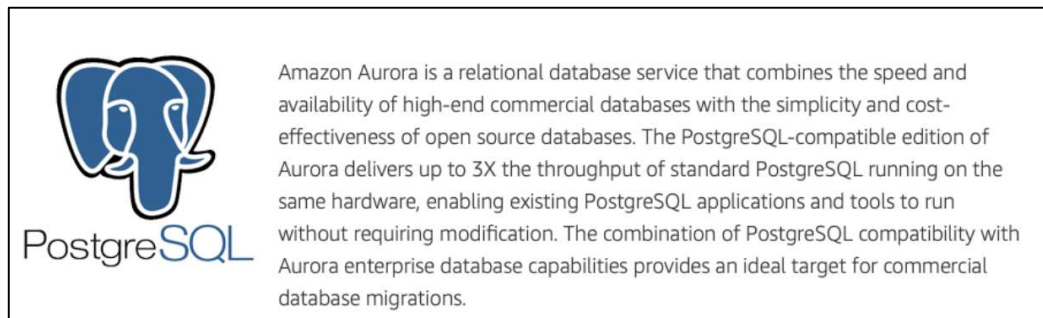 Amazon Aurora is a relational database service that combines the speed and
availability of high-end commercial databases with the simplicity and cost-
effectiveness of open source databases. The PostgreSQL-compatible edition of
Aurora delivers up to 3X the throughput of standard PostgreSQL running on the
same hardware, enabling existing PostgreSQL applications and tools to run
without requiring modification. The combination of PostgreSQL compatibility with
Aurora enterprise database capabilities provides an ideal target for commercial
database migrations.
PostgreSQL